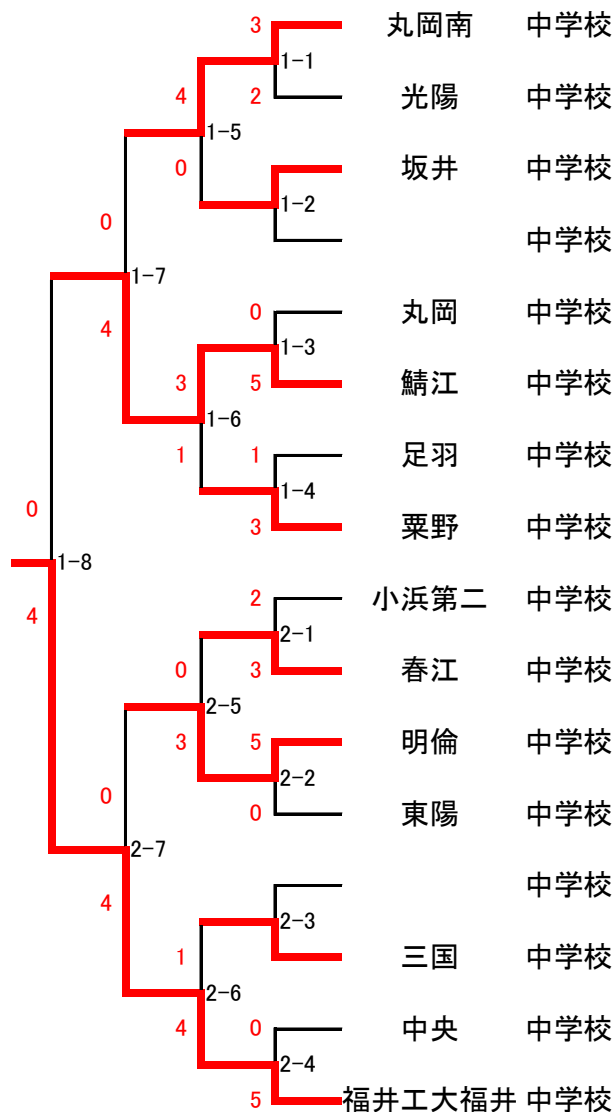 3 丸岡南 中学校
1-1
4 2 光陽 中学校
1-5
0 坂井 中学校
1-2
0 中学校
1-7
0 丸岡 中学校
4 1-3
3 5 鯖江 中学校
1-6
1 1 足羽 中学校
1-4
0 3 粟野 中学校
1-8
4 2 小浜第二 中学校
2-1
0 3 春江 中学校
2-5
3 5 明倫 中学校
2-2
0 0 東陽 中学校
2-7
4 中学校
2-3
1 三国 中学校
2-6
4 0 中央 中学校
2-4
5 福井工大福井 中学校